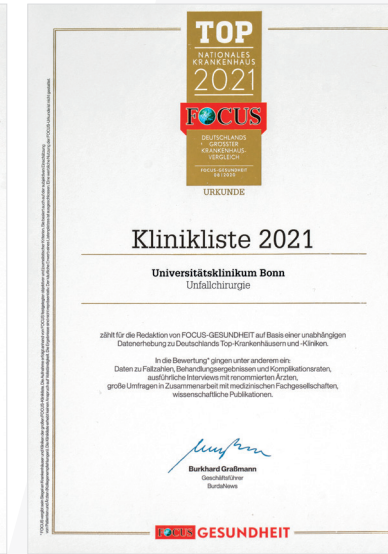 TOP
NATIONALES
KRANKENHAUS
2021
FOCUS
DEUTSCHLANDS
GRÖSSTER
KRANKENHAUS-
VERGLEICH
FOCUS-GESUNDHEIT
URKUNDE
Klinikliste 2021
Universitätsklinikum Bonn
Unfallchirurgie
zählt für die Redaktion von FOCUS-GESUNDHEIT auf Basis einer unabhängigen
Datenerhebung zu Deutschlands Top-Krankenhäusern und -Kliniken.
In die Bewertung* gingen unter anderem ein:
Daten zu Fallzahlen, Behandlungsergebnissen und Komplikationsraten,
ausführliche Interviews mit renommierten Ärzten,
große Umfragen in Zusammenarbeit mit medizinischen Fachgesellschaften,
wissenschaftliche Publikationen.
Burkhard Graßmann
Geschäftsführer
BurdaNews
FOCUS GESUNDHEIT